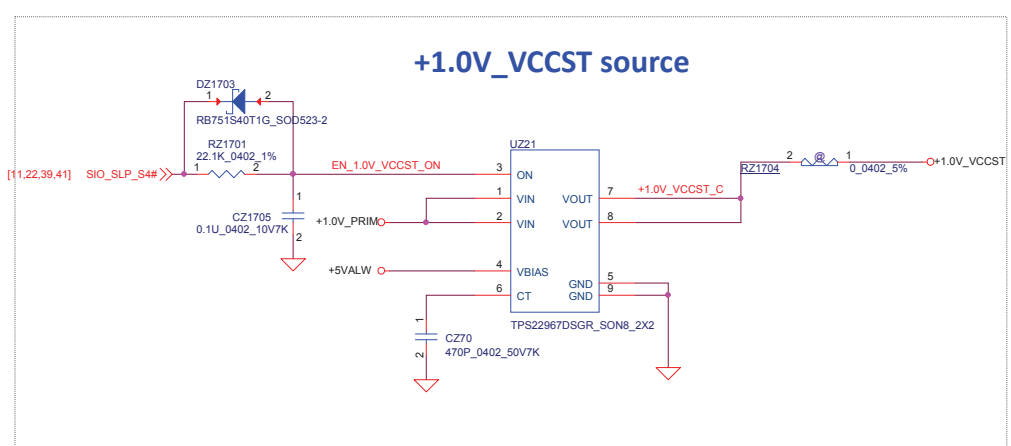 +1.0V_VCCST source
DZ1703
1
2
RB751S40T1G_SOD523-2
RZ1701
22.1K_0402_1%
1
2
[11,22,39,41] SIO_SLP_S4#
EN_1.0V_VCCST_ON
1
CZ1705
0.1U_0402_10V7K
2
+1.0V_PRIM
+5VALW
UZ21
3
ON
1
VIN
2
VIN
4
VBIAS
6
CT
VOUT
7
VOUT
8
GND
5
GND
9
TPS22967DSGR_SON8_2X2
+1.0V_VCCST_C
2
@
1
RZ1704
0_0402_5%
+1.0V_VCCST
1
CZ70
470P_0402_50V7K
2